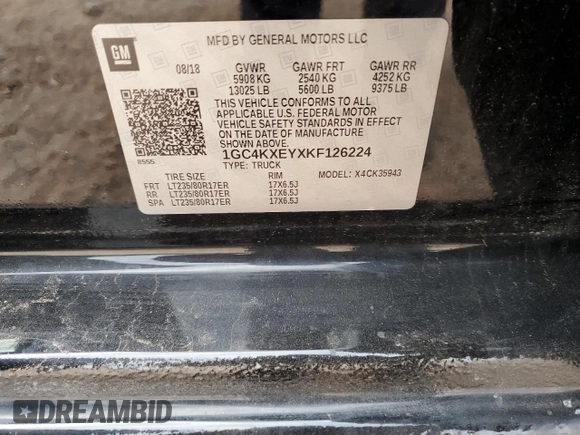 GM
MFD BY GENERAL MOTORS LLC
08/18 GVWR GAWR FRT GAWR RR
5908 KG 2540 KG 4252 KG
13025 LB 5600 LB 9375 LB
THIS VEHICLE CONFORMS TO ALL
APPLICABLE U.S. FEDERAL MOTOR
VEHICLE SAFETY STANDARDS IN EFFECT
ON THE DATE OF MANUFACTURE
SHOWN ABOVE.
1GC4KXEYXKF126224
TYPE: TRUCK MODEL: X4CK35943
TIRE SIZE RIM
FRT LT235/80R17ER 17X6.5J
RR LT235/80R17ER 17X6.5J
SPA LT235/80R17ER 17X6.5J
DREAMBID